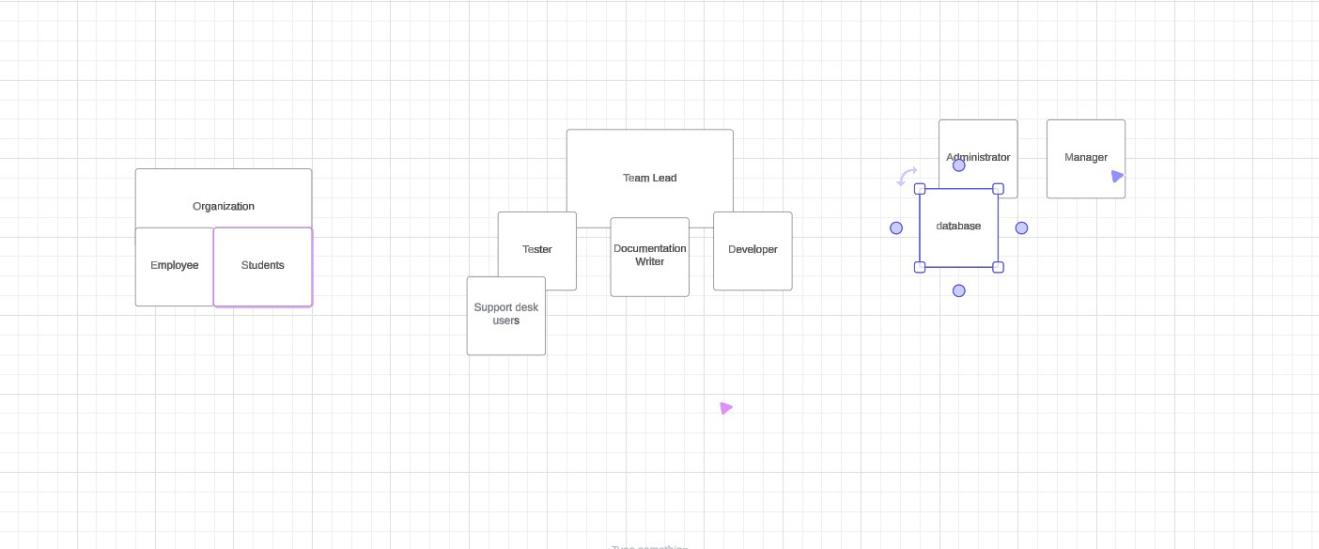 Administrator
Manager
Team Lead
Organization
database
Tester
Documentation
Writer
Developer
Employee
Students
Support desk
users